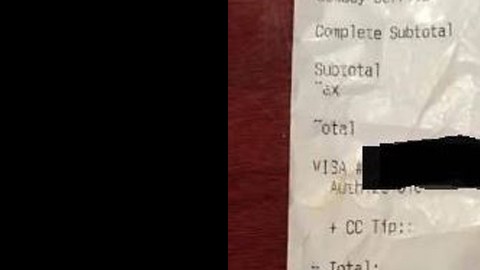 Complete Subtotal
Subtotal
Tax
Total
VISA #
+ CC Tip::
Total: